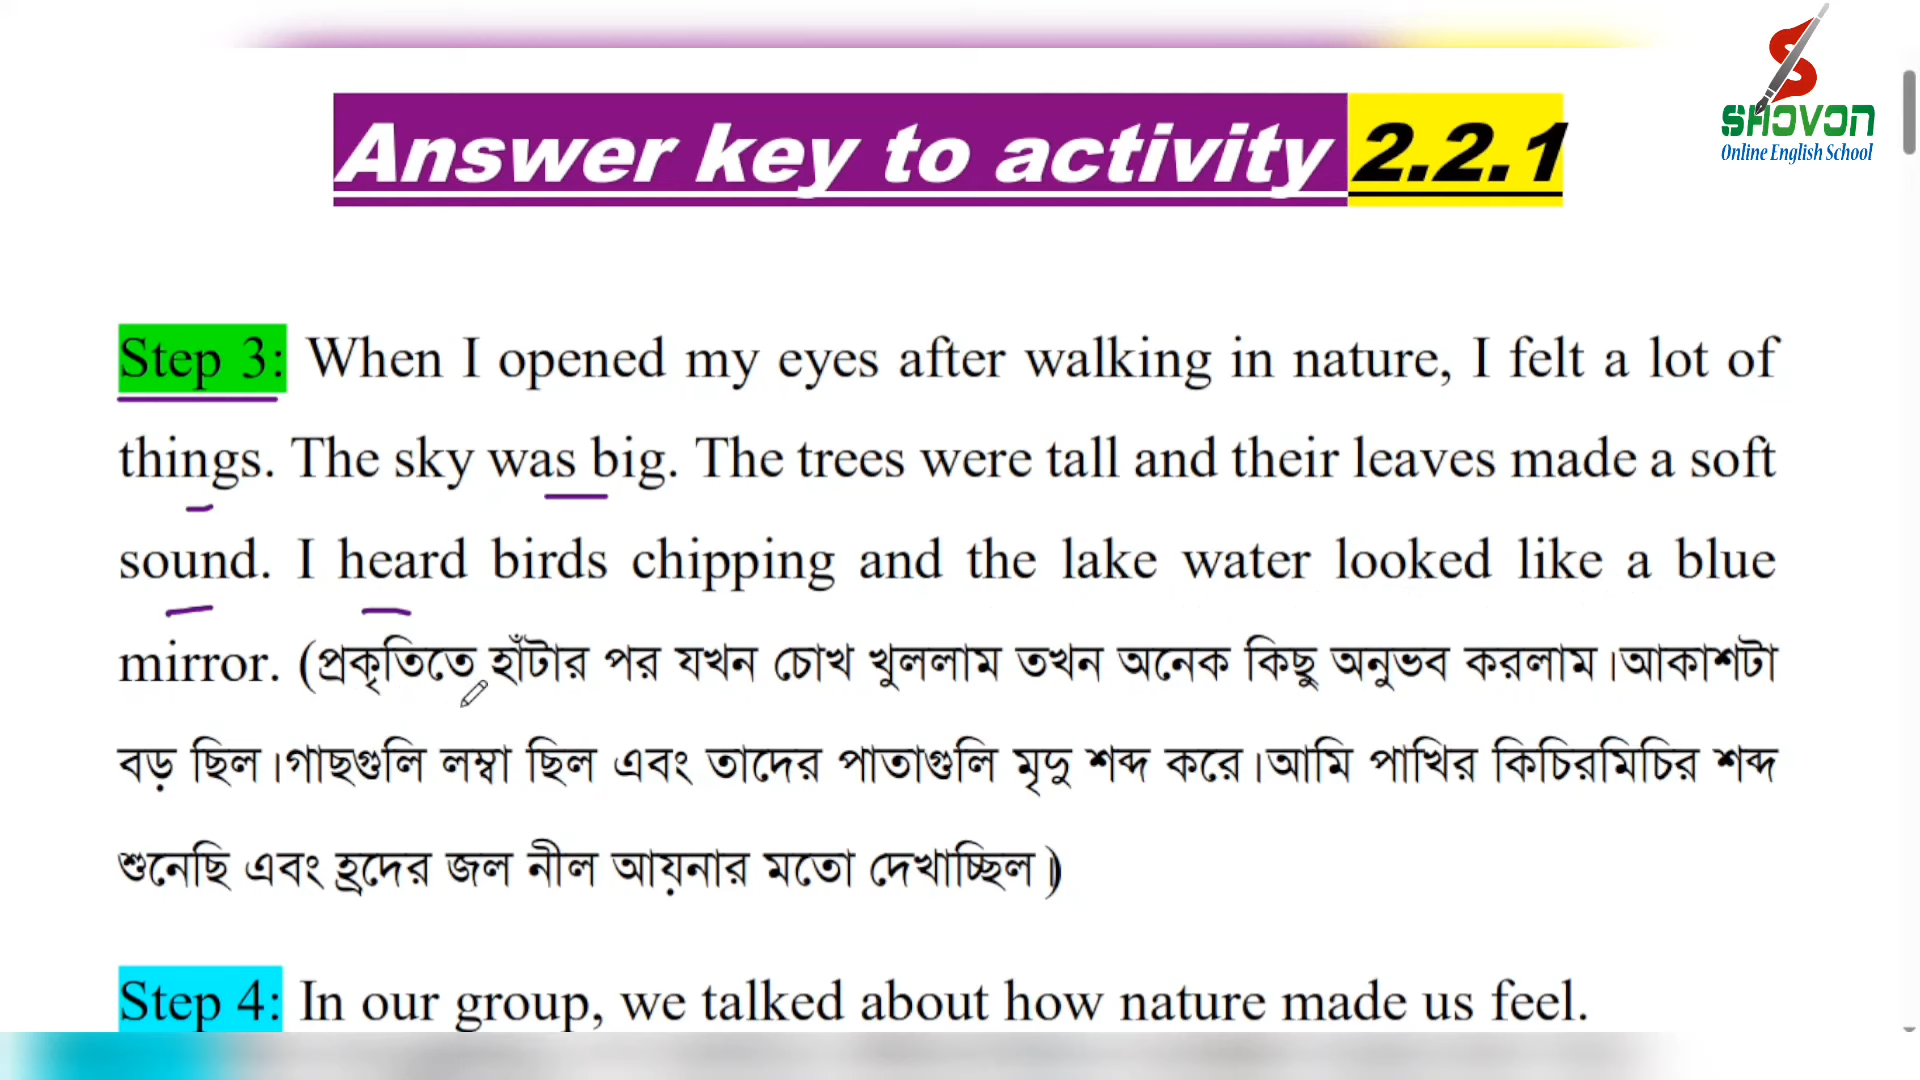 SHOVON
Online English School
Answer key to activity 2.2.1
Step 3: When I opened my eyes after walking in nature, I felt a lot of
things. The sky was big. The trees were tall and their leaves made a soft
sound. I heard birds chipping and the lake water looked like a blue
mirror. (প্রকৃতিতে হাঁটার পর যখন চোখ খুললাম তখন অনেক কিছু অনুভব করলাম।আকাশটা
বড় ছিল।গাছগুলি লম্বা ছিল এবং তাদের পাতাগুলি মৃদু শব্দ করে।আমি পাখির কিচিরমিচির শব্দ
শুনেছি এবং হ্রদের জল নীল আয়নার মতো দেখাচ্ছিল।)
Step 4: In our group, we talked about how nature made us feel.